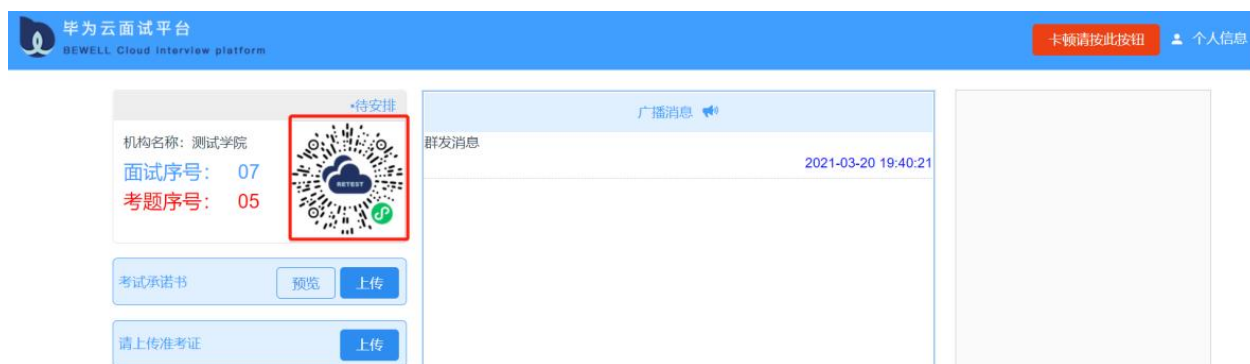 毕为云面试平台
BEWELL Cloud Interview platform
卡顿请按此按钮
个人信息
•待安排
机构名称：测试学院
面试序号： 07
考题序号： 05
RETEST
广播消息
群发消息
2021-03-20 19:40:21
考试承诺书
预览
上传
请上传准考证
上传